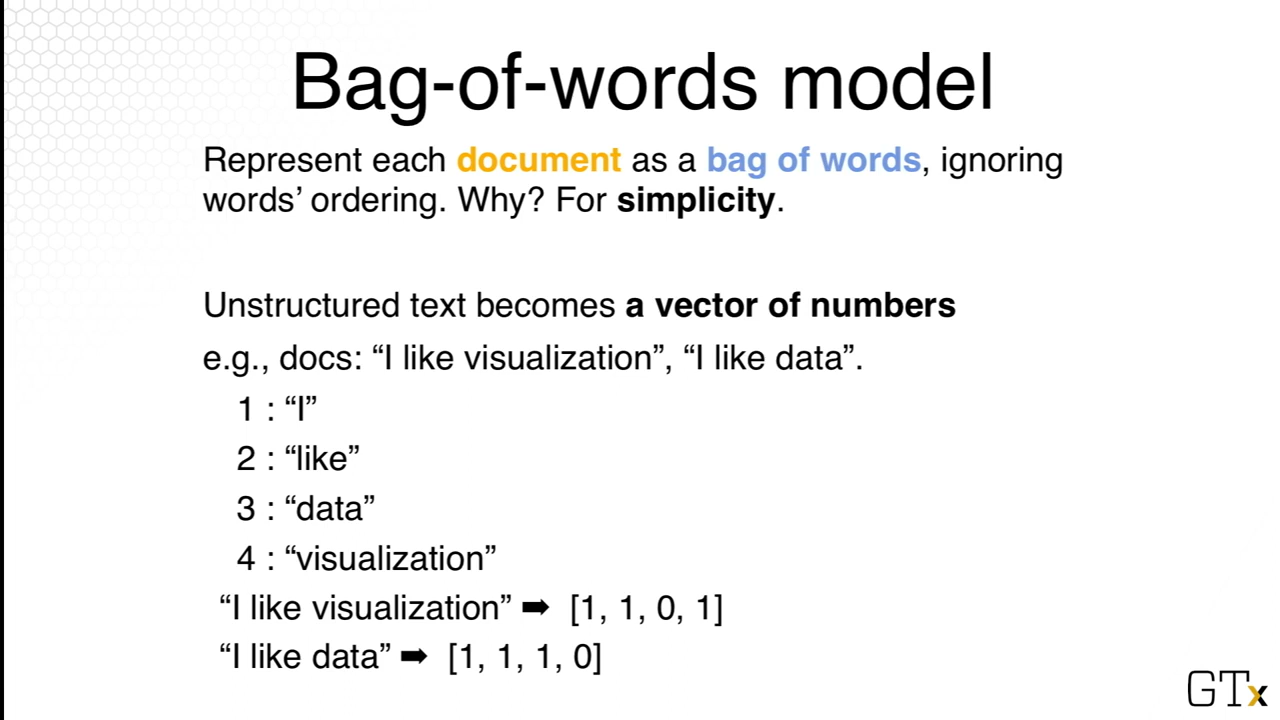 Bag-of-words model
Represent each document as a bag of words, ignoring
words’ ordering. Why? For simplicity.
Unstructured text becomes a vector of numbers
e.g., docs: “I like visualization”, “I like data”.
1 : “I”
2 : “like”
3 : “data”
4 : “visualization”
“I like visualization” ➡ [1, 1, 0, 1]
“I like data” ➡ [1, 1, 1, 0]
GTx